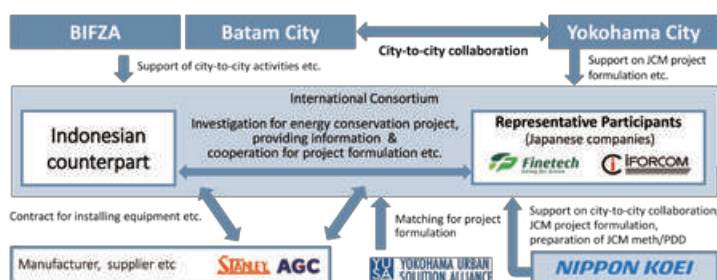 BIFZA
Batam City
Yokohama City
City-to-city collaboration
Support of city-to-city activities etc.
Support on JCM project
formulation etc.
International Consortium
Indonesian
counterpart
Investigation for energy conservation project,
providing information &
cooperation for project formulation etc.
Representative Participants
(Japanese companies)
Finetech
Caring for Green
iFORCOM
Contract for installing equipment etc.
Matching for project
formulation
Support on city-to-city collaboration,
JCM project formulation,
preparation of JCM meth/PDD
Manufacturer, supplier etc
STANLEY
AGC
YUSA
YOKOHAMA URBAN
SOLUTION ALLIANCE
NIPPON KOEI